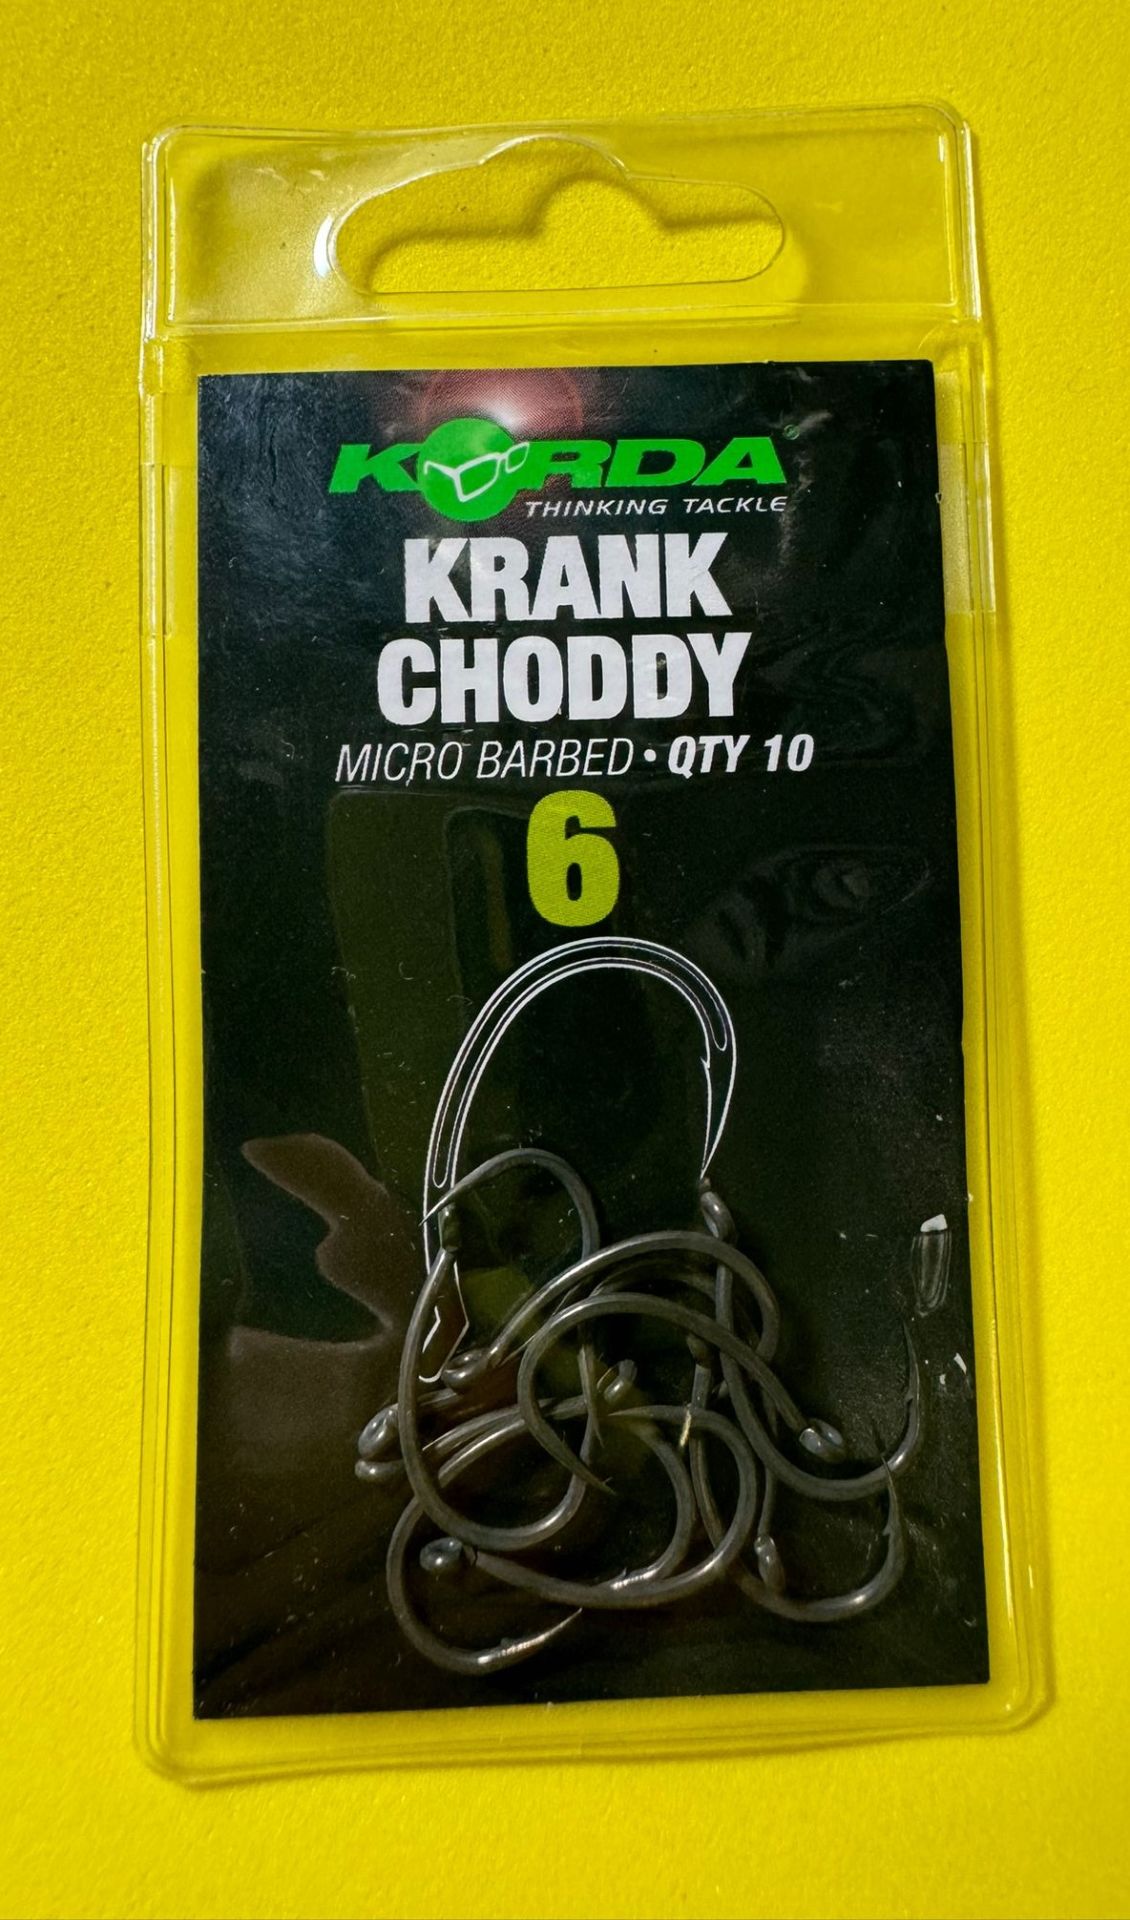 KORDA®
THINKING TACKLE
KRANK
CHODDY
MICRO BARBED · QTY 10
6